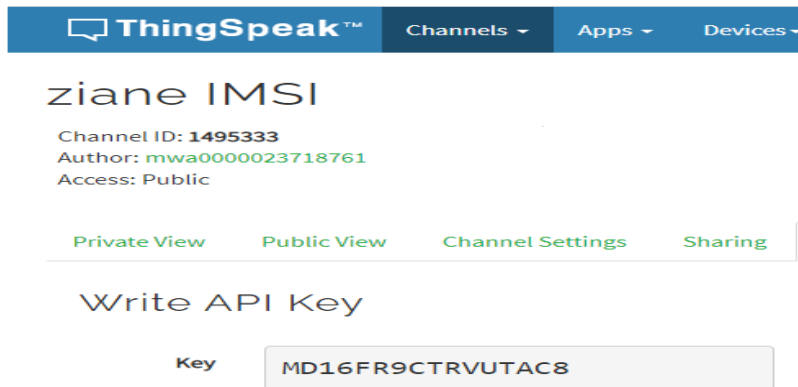 ThingSpeak™ Channels Apps Devices
ziane IMSI
Channel ID: 1495333
Author: mwa0000023718761
Access: Public
Private View Public View Channel Settings Sharing
Write API Key
Key MD16FR9CTRVUTAC8